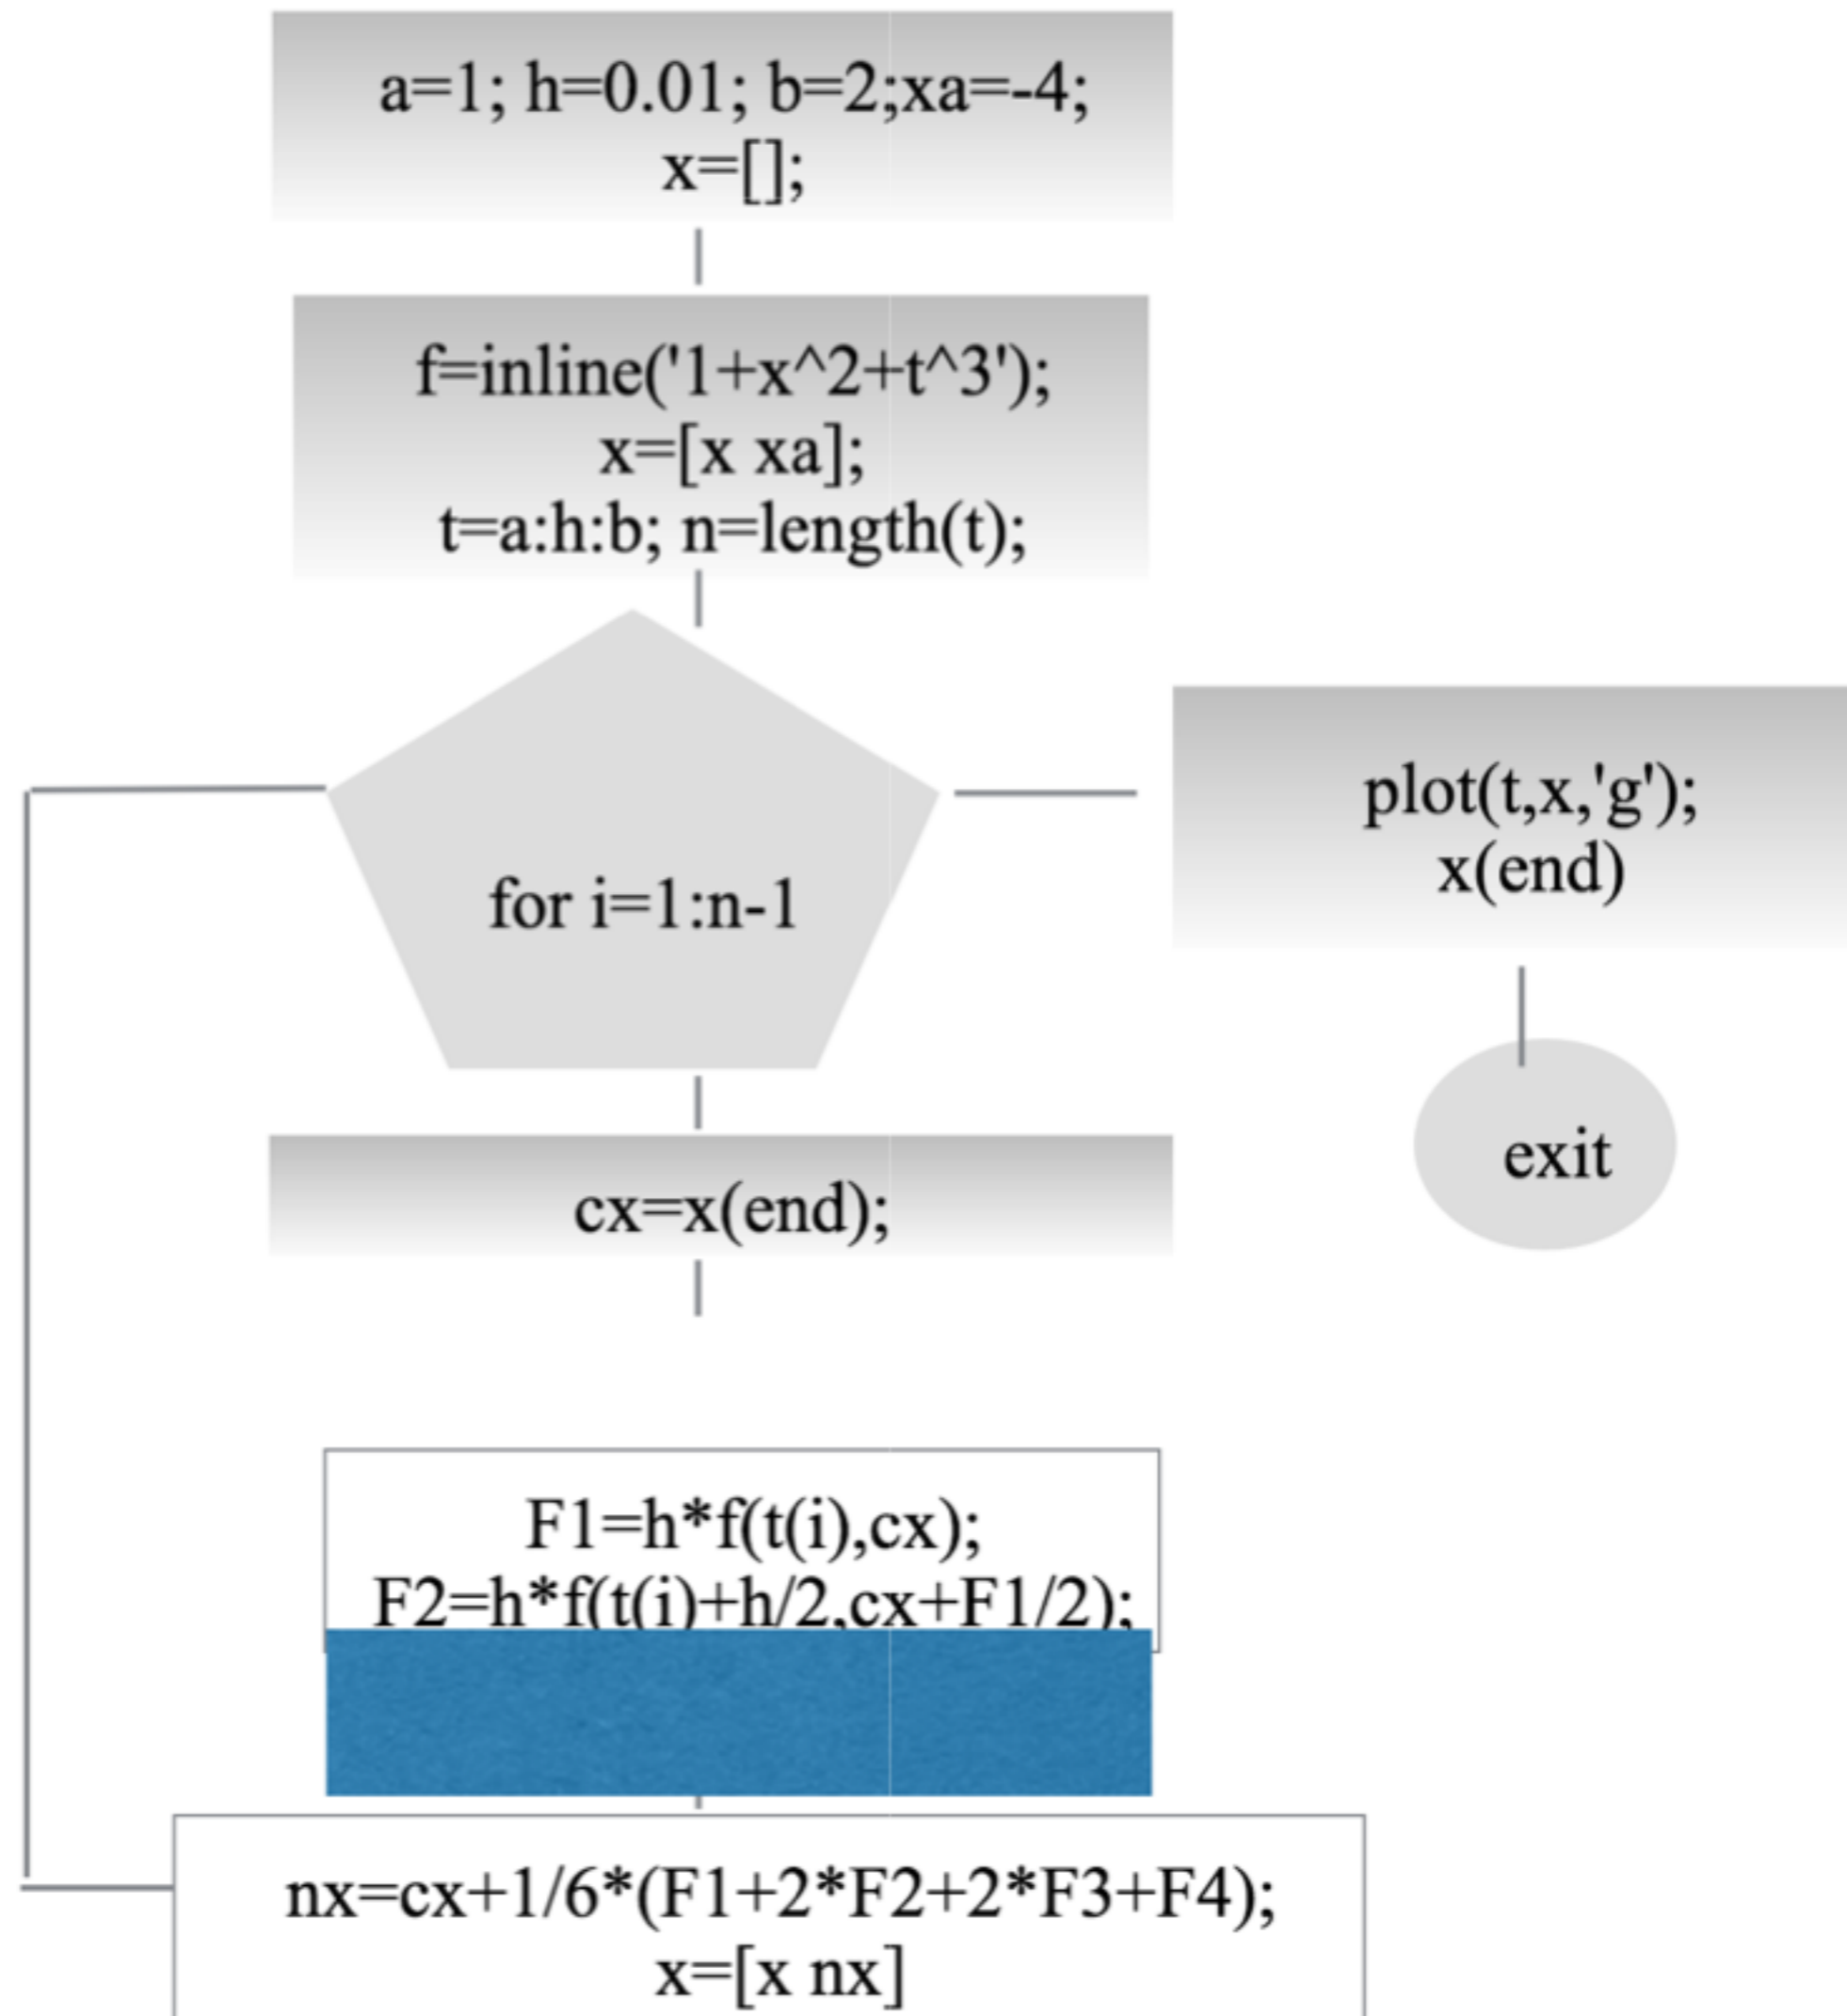 a=1; h=0.01; b=2;xa=-4;
x=[];
f=inline('1+x^2+t^3');
x=[x xa];
t=a:h:b; n=length(t);
for i=1:n-1
plot(t,x,'g');
x(end)
exit
cx=x(end);
F1=h*f(t(i),cx);
F2=h*f(t(i)+h/2,cx+F1/2);
nx=cx+1/6*(F1+2*F2+2*F3+F4);
x=[x nx]